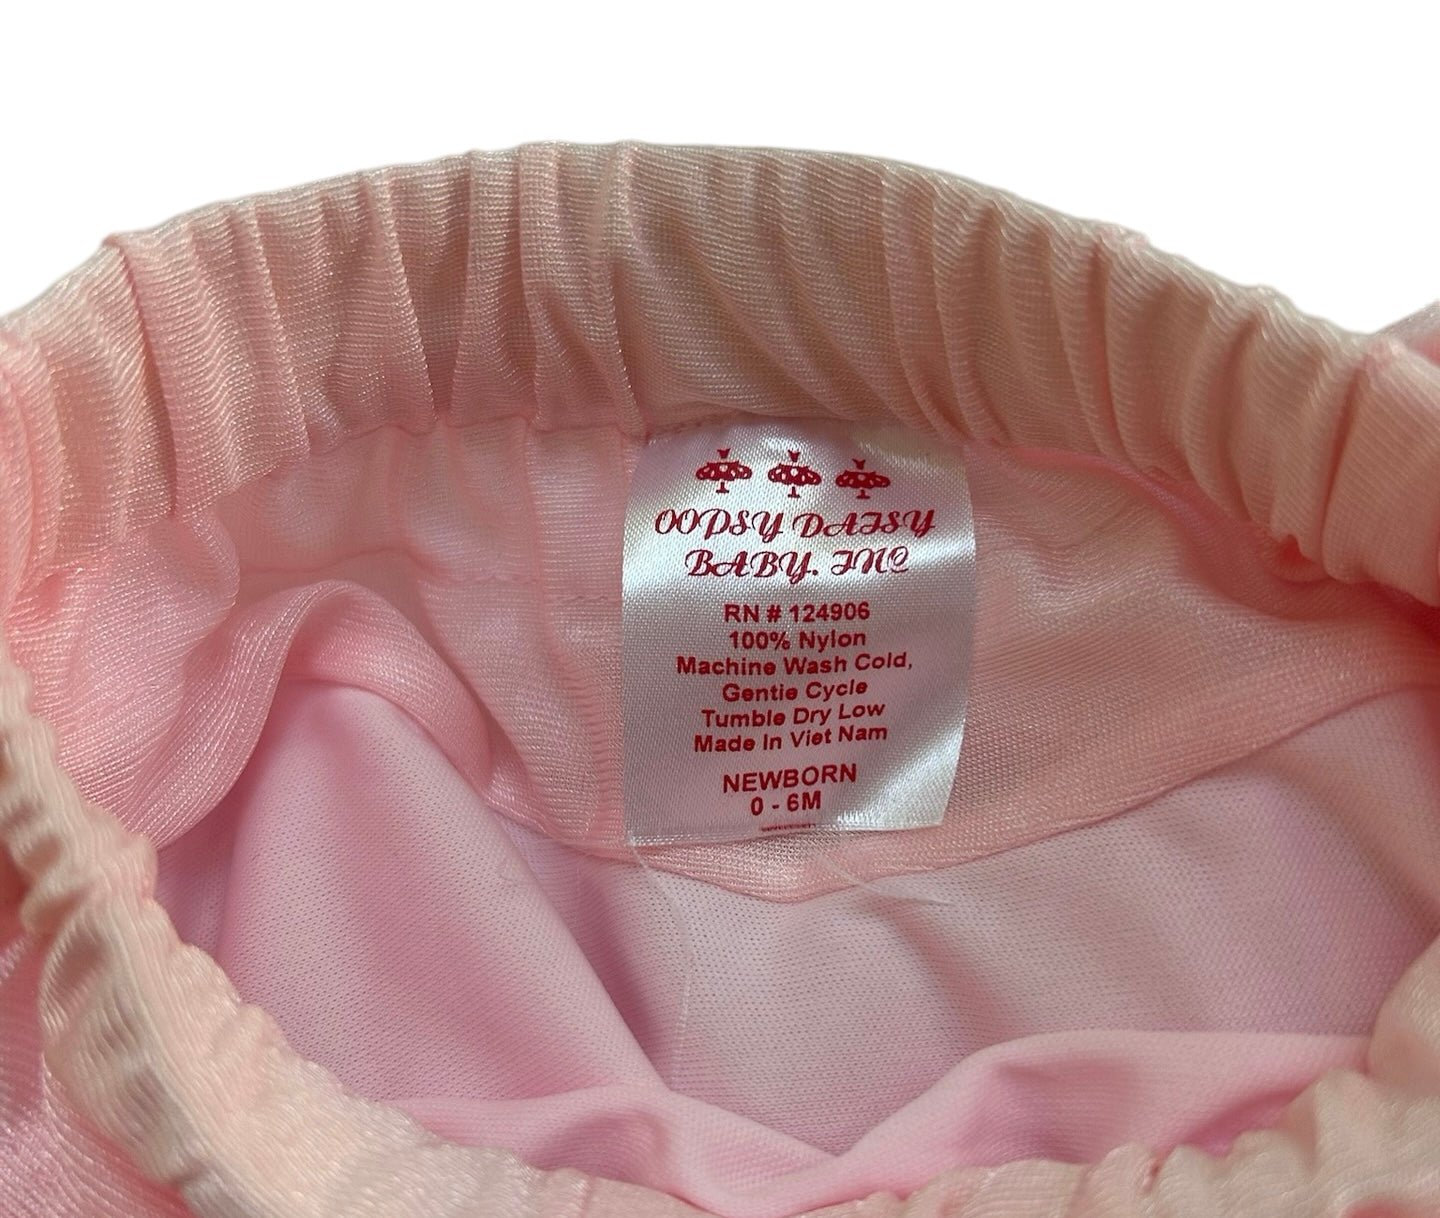 OOPSY DAISY
BABY. INC
RN # 124906
100% Nylon
Machine Wash Cold,
Gentle Cycle
Tumble Dry Low
Made In Viet Nam
NEWBORN
0 - 6M